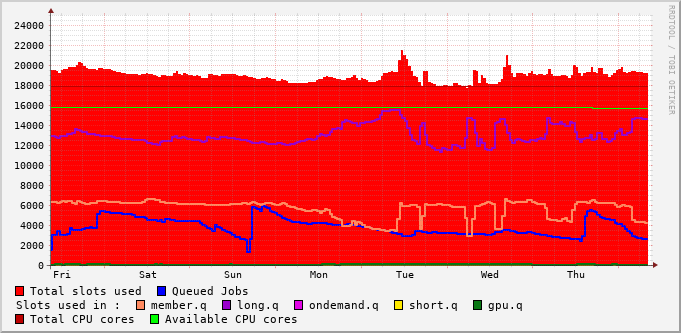 24000
22000
20000
18000
16000
14000
12000
10000
8000
6000
4000
2000
0
Fri Sat Sun Mon Tue Wed Thu
RRDTOOL / TOBI OETIKER
Total slots used Queued Jobs
Slots used in : member.q long.q ondemand.q short.q gpu.q
Total CPU cores Available CPU cores